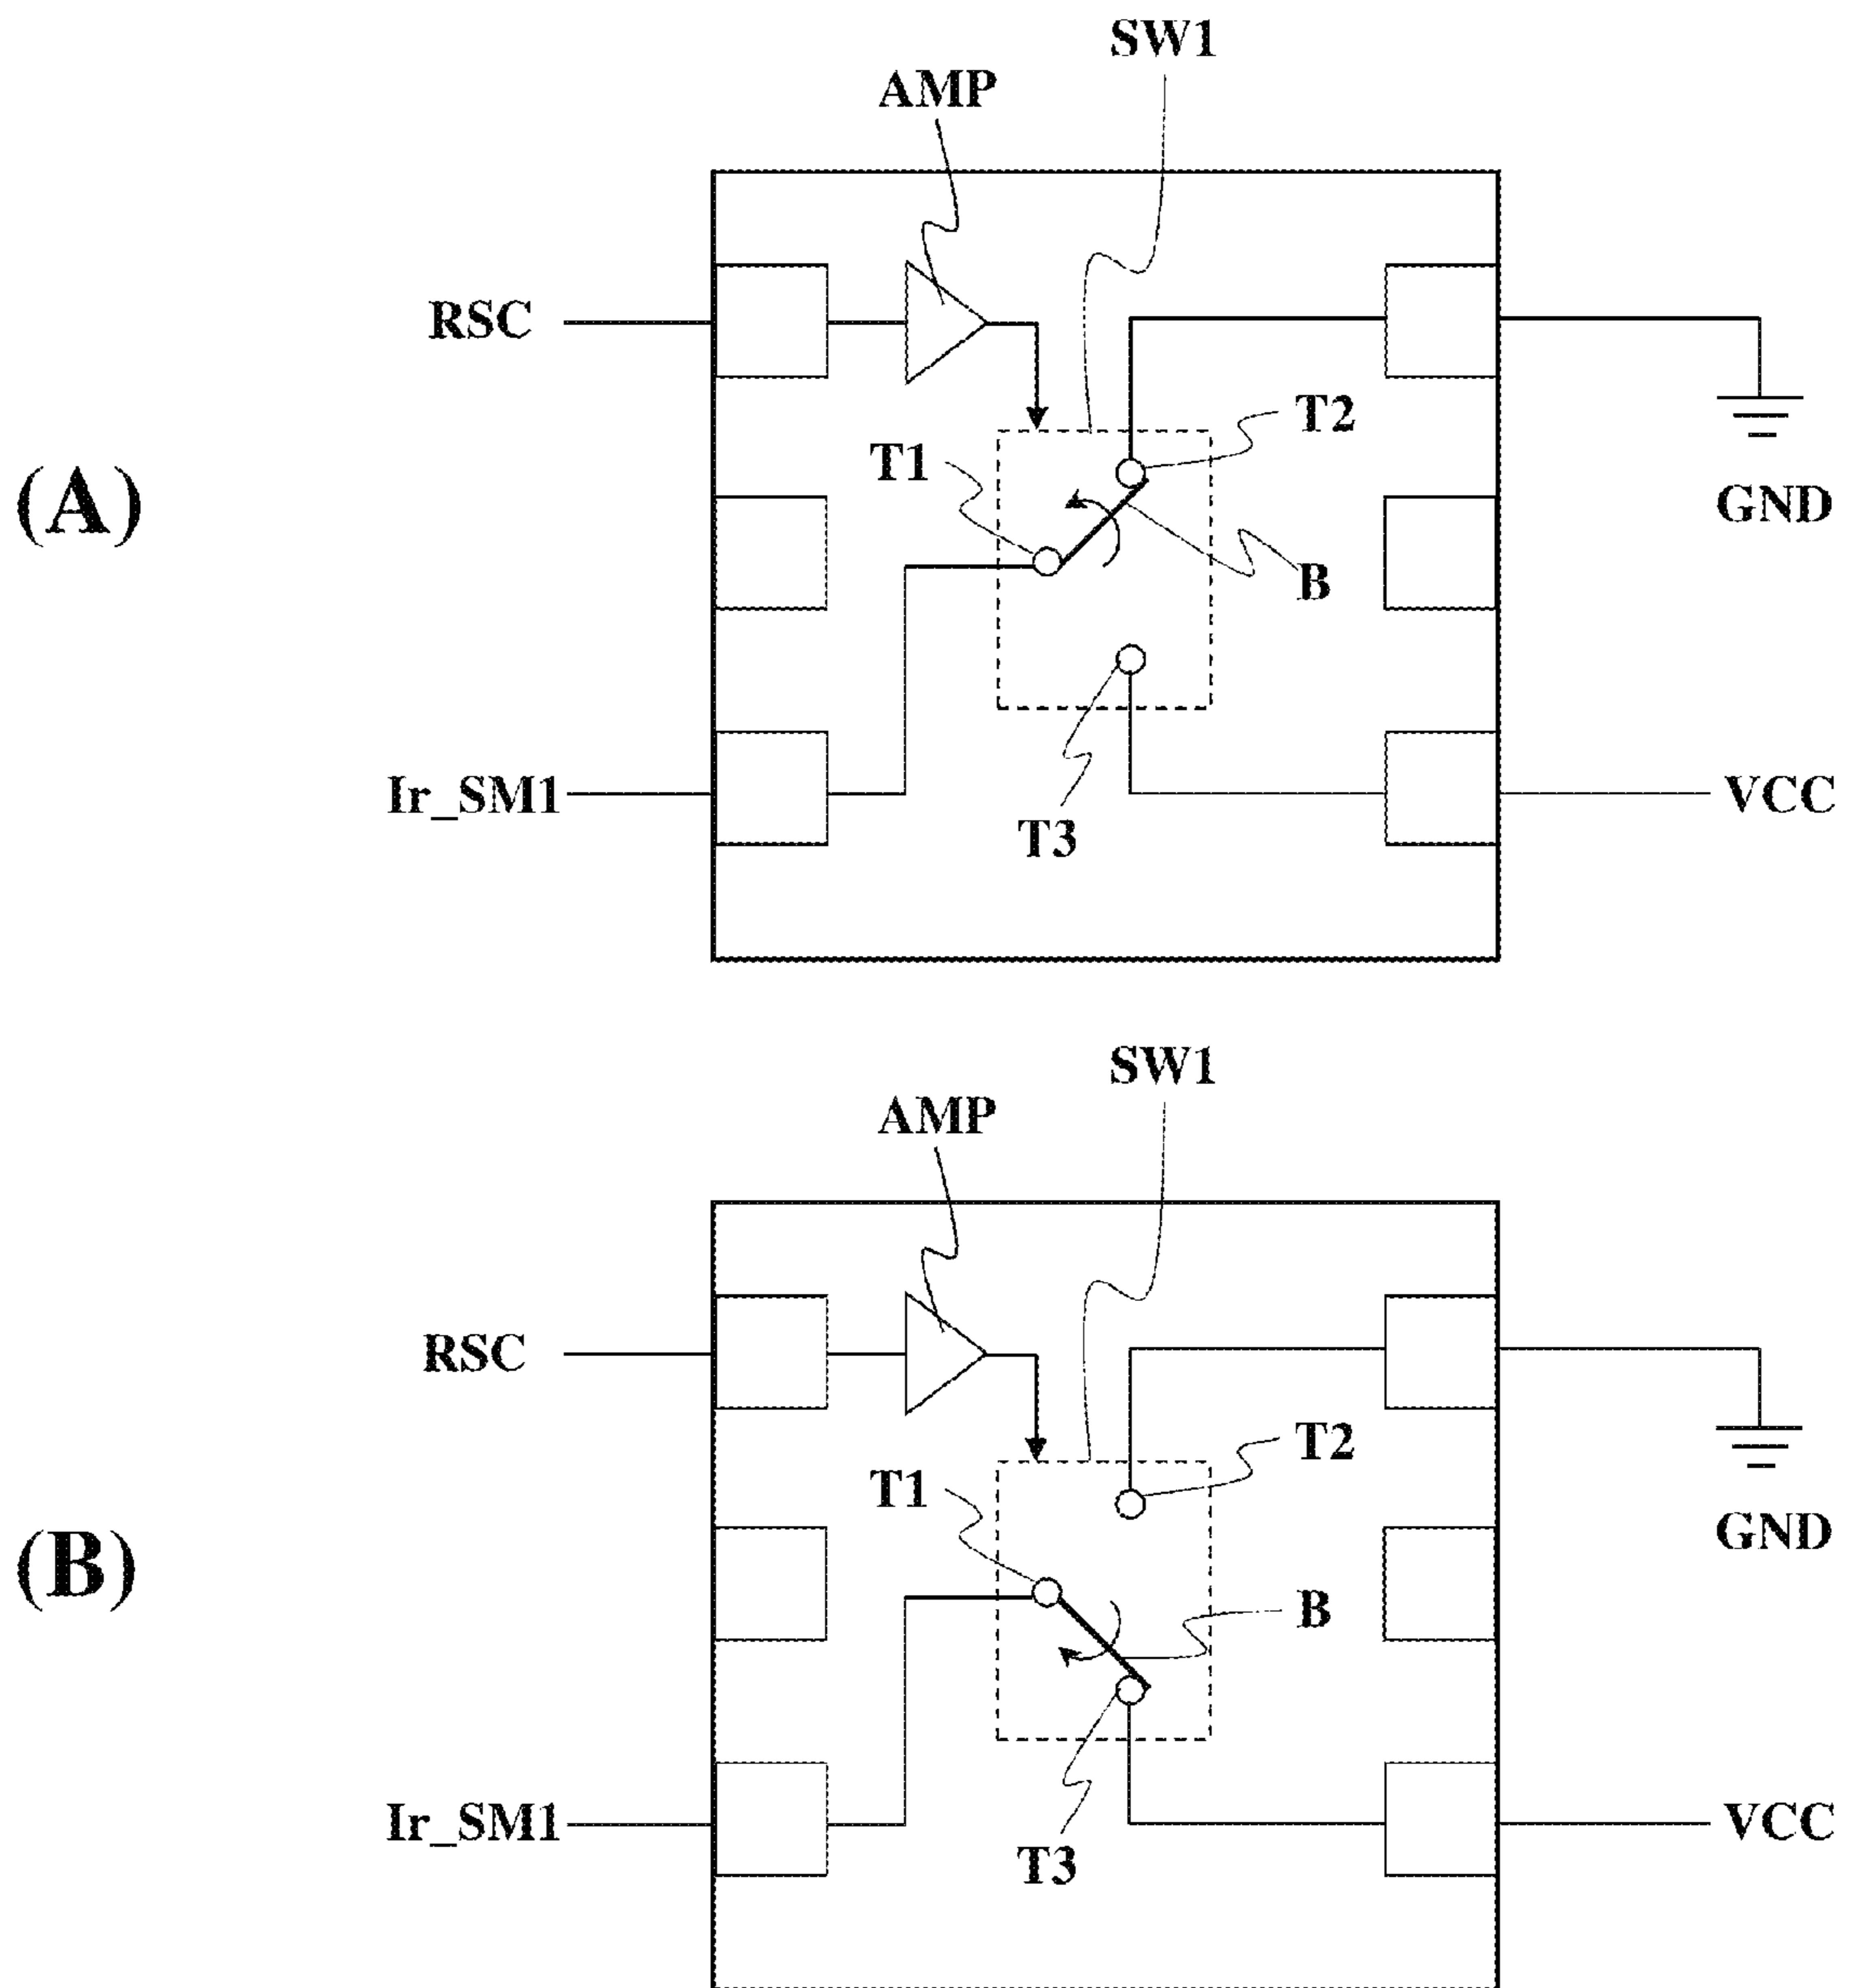 SW1
AMP
RSC
T2
T1
(A)
GND
B
Ir_SM1
VCC
T3
SW1
AMP
RSC
T2
T1
GND
(B)
B
Ir_SM1
VCC
T3